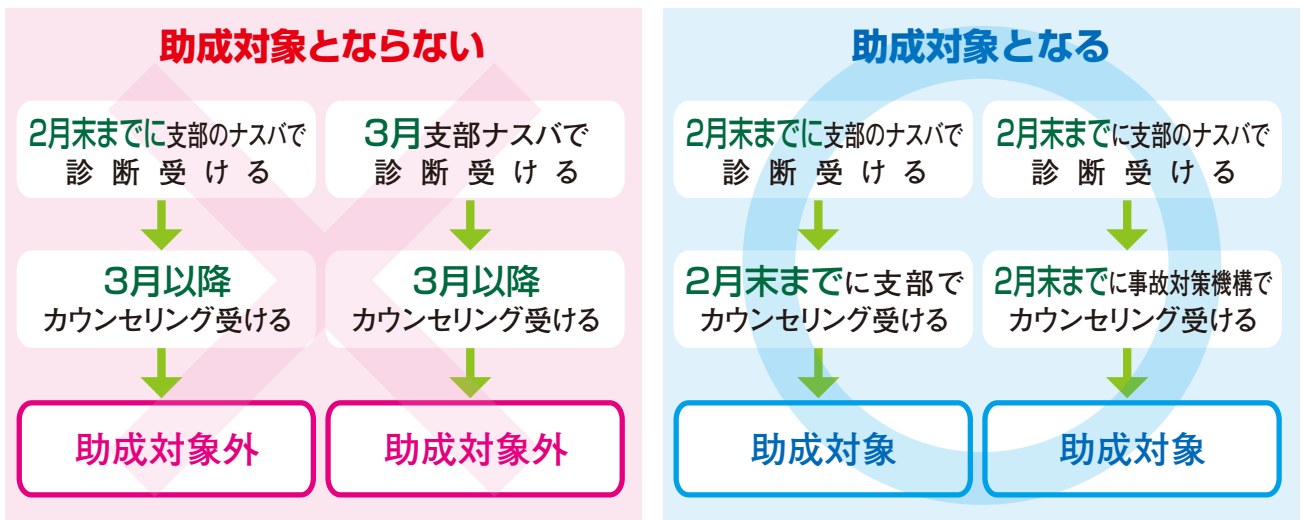 助成対象とならない
2月末までに支部のナスバで
診断受ける
3月以降
カウンセリング受ける
助成対象外
3月支部ナスバで
診断受ける
3月以降
カウンセリング受ける
助成対象外
助成対象となる
2月末までに支部のナスバで
診断受ける
2月末までに支部で
カウンセリング受ける
助成対象
2月末までに支部のナスバで
診断受ける
2月末までに事故対策機構で
カウンセリング受ける
助成対象